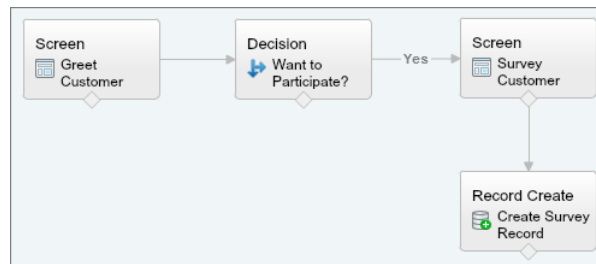 Screen
Greet
Customer
Decision
Want to
Participate?
Yes
Screen
Survey
Customer
Record Create
Create Survey
Record